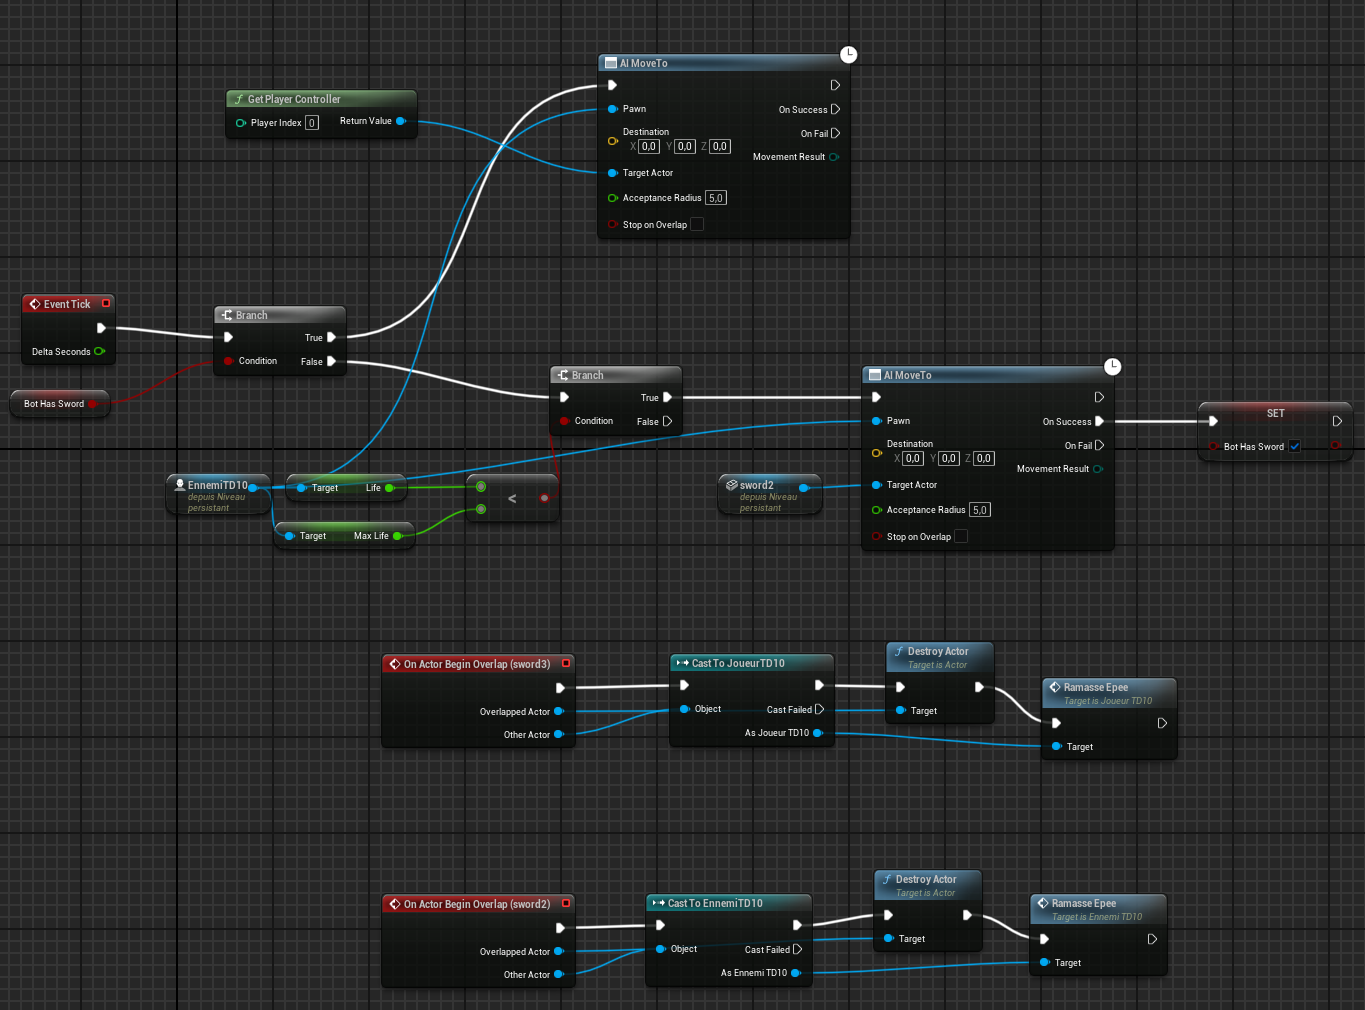 AI MoveTo
Pawn
On Success
Destination
On Fail
X 0,0 Y 0,0 Z 0,0
Movement Result
Target Actor
Acceptance Radius 5,0
Stop on Overlap
Get Player Controller
Player Index 0
Return Value
Event Tick
Delta Seconds
Bot Has Sword
Branch
True
Condition
False
Branch
True
Condition
False
EnnemiTD10
depuis Niveau
persistant
Target Life
Target Max Life
<
sword2
depuis Niveau
persistant
AI MoveTo
Pawn
On Success
Destination
On Fail
X 0,0 Y 0,0 Z 0,0
Movement Result
Target Actor
Acceptance Radius 5,0
Stop on Overlap
SET
Bot Has Sword
On Actor Begin Overlap (sword3)
Overlapped Actor
Other Actor
Cast To JoueurTD10
Object
Cast Failed
As Joueur TD10
Destroy Actor
Target is Actor
Target
Ramasse Epee
Target is Joueur TD10
Target
On Actor Begin Overlap (sword2)
Overlapped Actor
Other Actor
Cast To EnnemiTD10
Object
Cast Failed
As Ennemi TD10
Destroy Actor
Target is Actor
Target
Ramasse Epee
Target is Ennemi TD10
Target